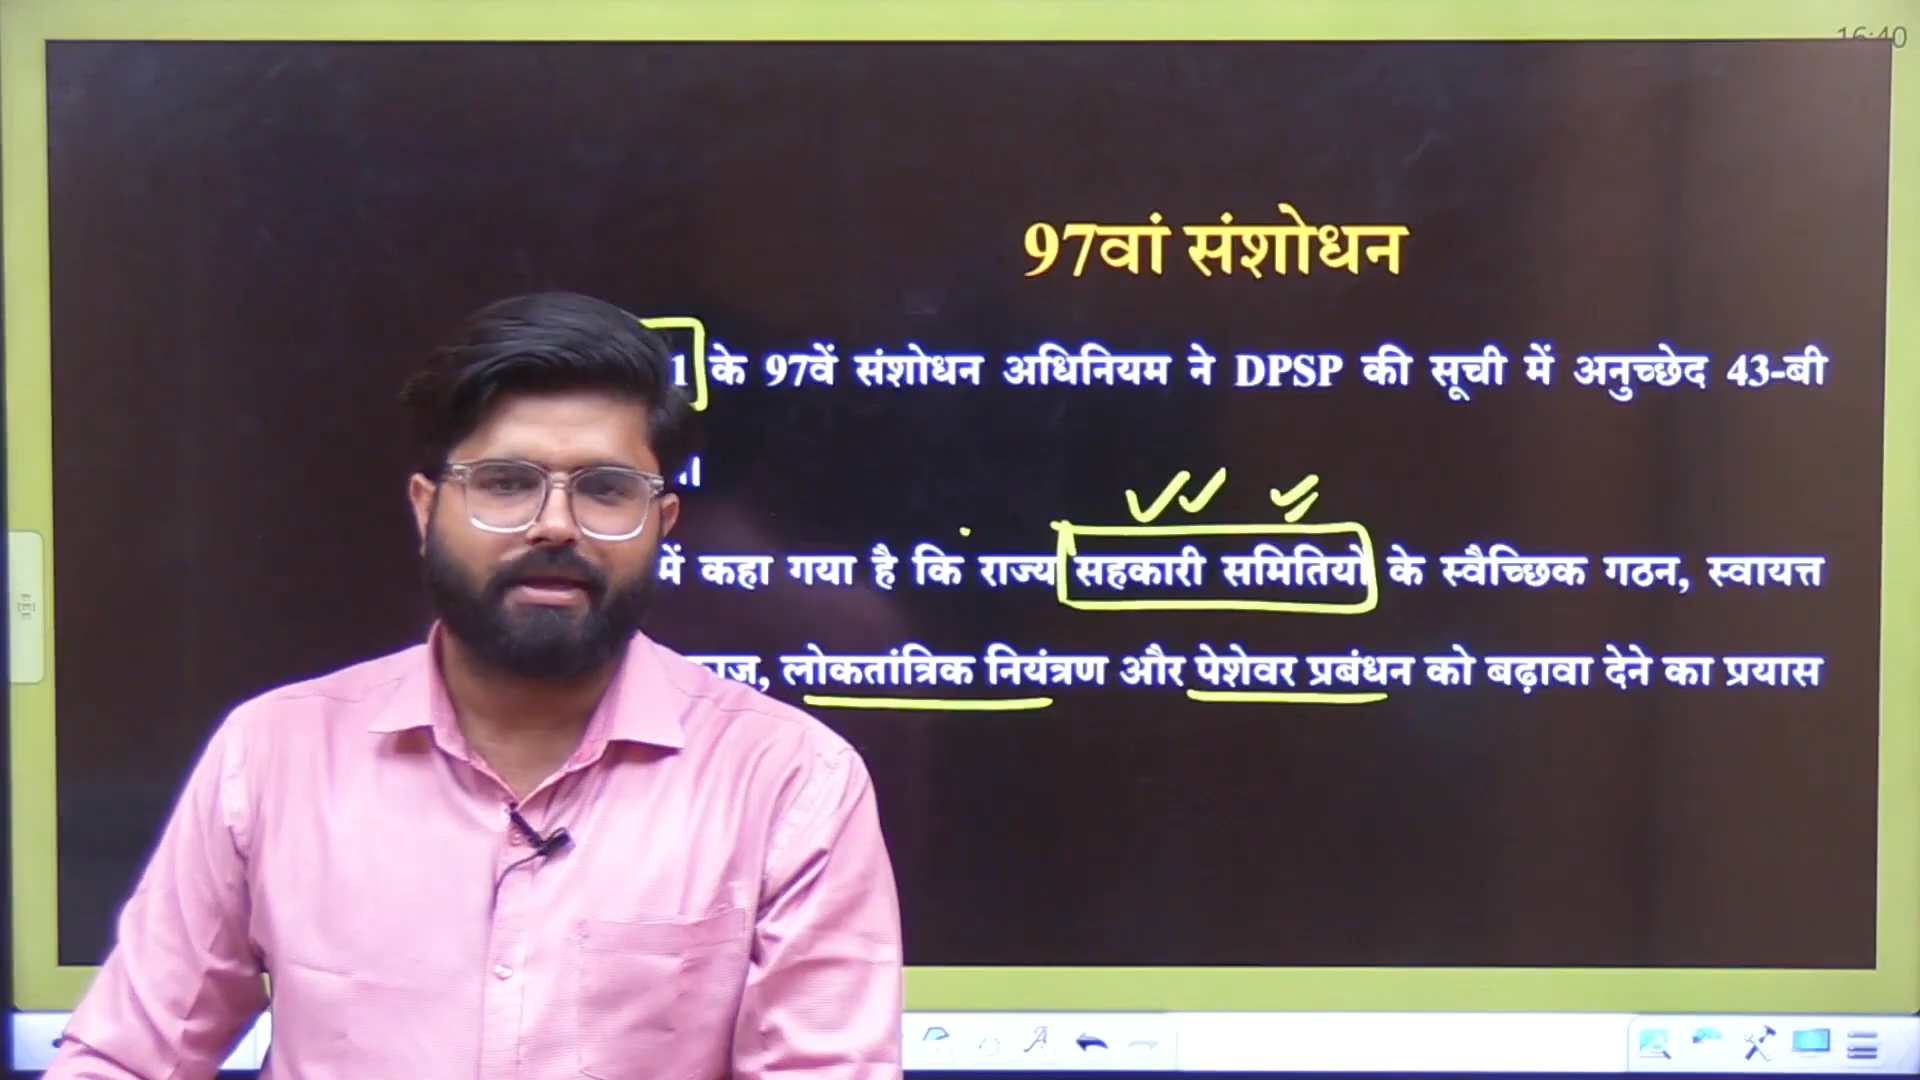 16:40
97वां संशोधन
1 के 97वें संशोधन अधिनियम ने DPSP की सूची में अनुच्छेद 43-बी
में कहा गया है कि राज्य सहकारी समितियों के स्वैच्छिक गठन, स्वायत्त
लोकतांत्रिक नियंत्रण और पेशेवर प्रबंधन को बढ़ावा देने का प्रयास